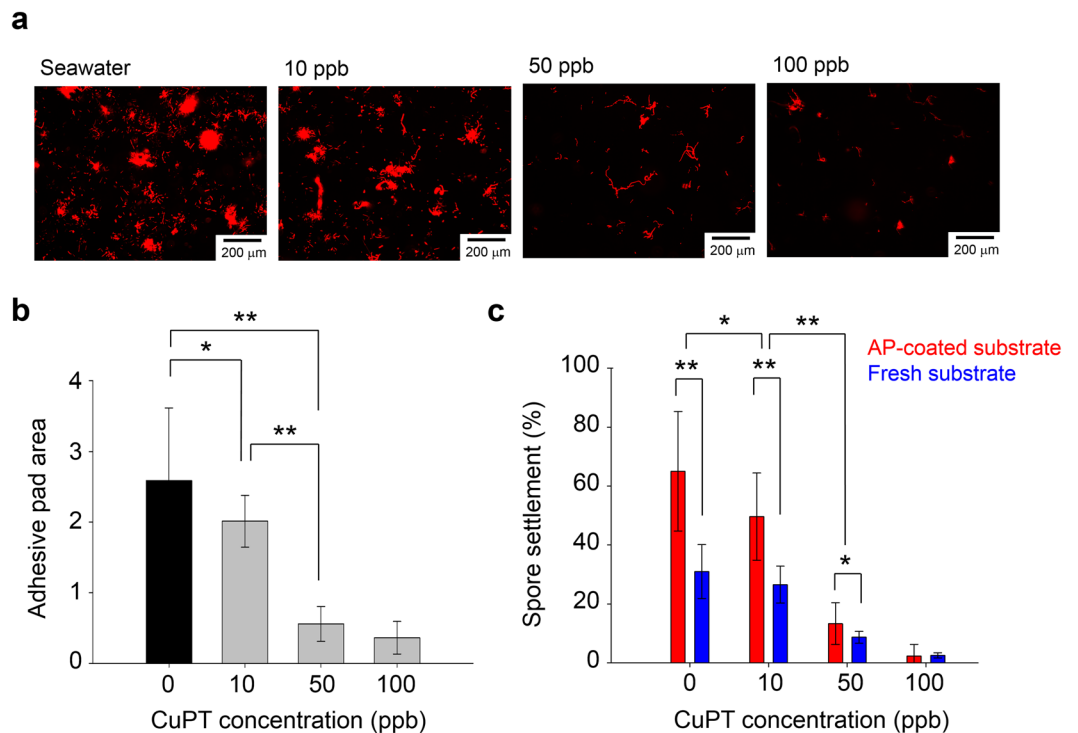 a
Seawater
10 ppb
50 ppb
100 ppb
200 μm
200 μm
200 μm
200 μm
b
**
*
**
4
3
2
1
0
Adhesive pad area
0 10 50 100
CuPT concentration (ppb)
c
*
**
AP-coated substrate
Fresh substrate
**
**
*
100
80
60
40
20
0
Spore settlement (%)
0 10 50 100
CuPT concentration (ppb)